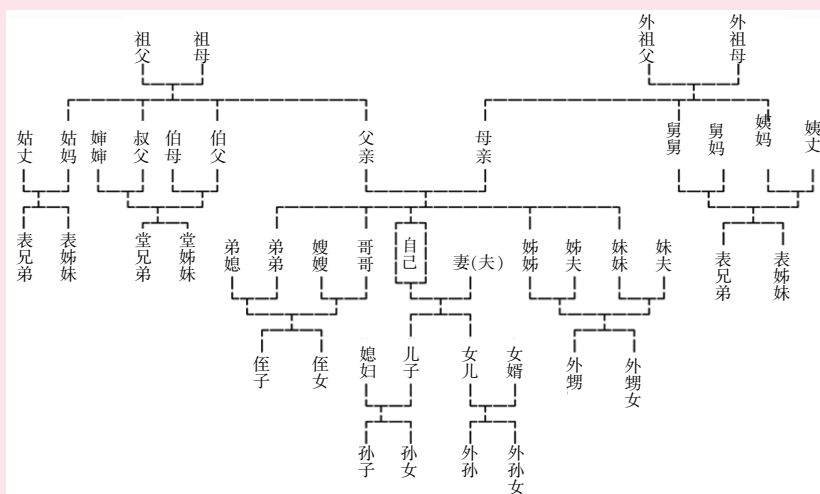 祖父 祖母 外祖父 外祖母
姑丈 姑妈 婶婶 叔父 伯母 伯父 父亲 母亲 舅舅 舅妈 姨妈 姨丈
表兄弟 表姊妹 堂兄弟 堂姊妹 弟媳 弟弟 嫂嫂 哥哥 自己 妻(夫) 姊姊 姊夫 妹妹 妹夫 表兄弟 表姊妹
侄子 侄女 媳妇 儿子 女儿 女婿 外甥 外甥女
孙子 孙女 外孙 外孙女